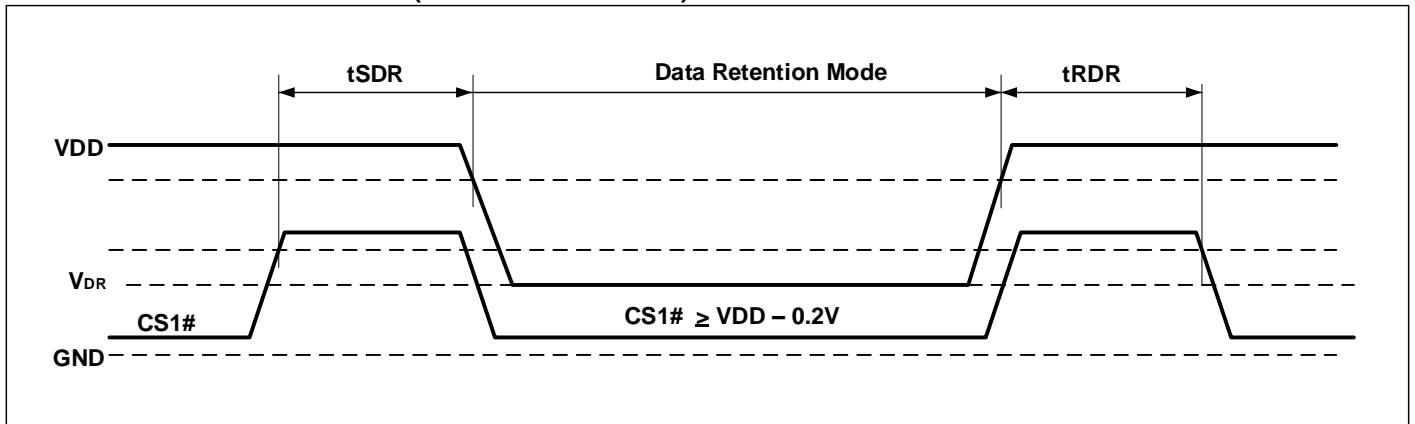 tSDR Data Retention Mode tRDR
VDD
VDR
CS1# ≥ VDD – 0.2V
CS1#
GND